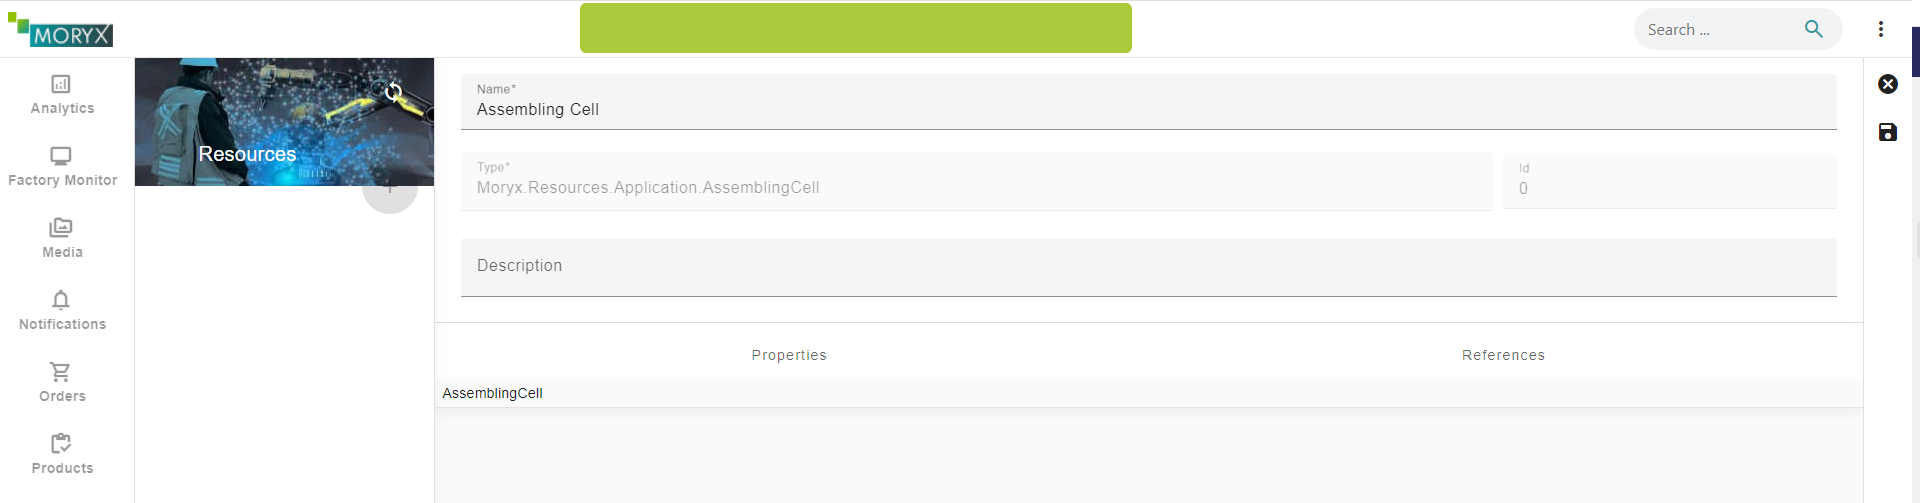 MORYX
Search ...
Analytics
Factory Monitor
Media
Notifications
Orders
Products
Resources
Name*
Assembling Cell
Type*
Moryx.Resources.Application.AssemblingCell
Id
0
Description
Properties
References
AssemblingCell